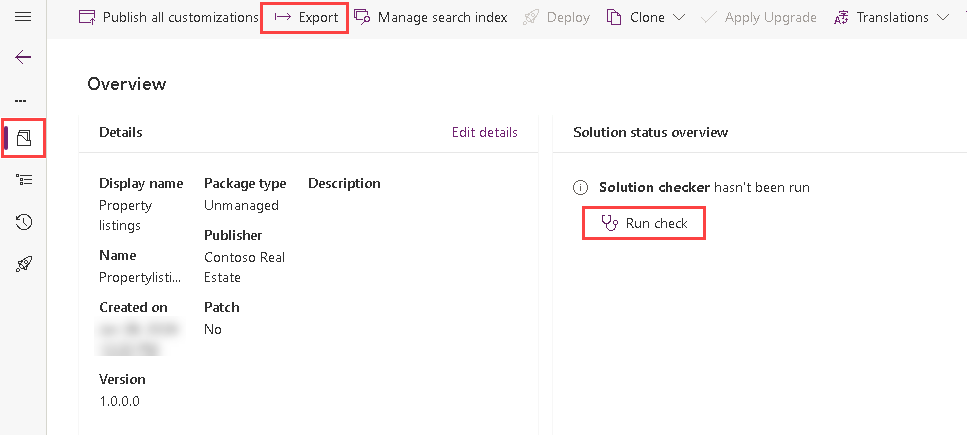 Publish all customizations Export Manage search index Deploy Clone Apply Upgrade Translations
...
Overview
Details Edit details
Display name Package type Description
Property Unmanaged
listings
Publisher
Name Contoso Real
Propertylisti... Estate
Created on Patch
No
Version
1.0.0.0
Solution status overview
Solution checker hasn't been run
Run check